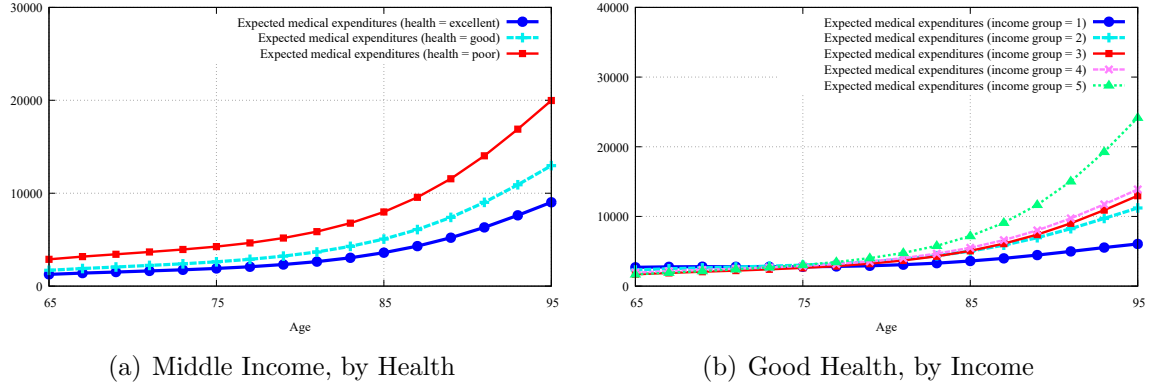 30000
20000
10000
0
65
75
85
95
Age
Expected medical expenditures (health = excellent)
Expected medical expenditures (health = good)
Expected medical expenditures (health = poor)
(a) Middle Income, by Health
40000
30000
20000
10000
0
65
75
85
95
Age
Expected medical expenditures (income group = 1)
Expected medical expenditures (income group = 2)
Expected medical expenditures (income group = 3)
Expected medical expenditures (income group = 4)
Expected medical expenditures (income group = 5)
(b) Good Health, by Income